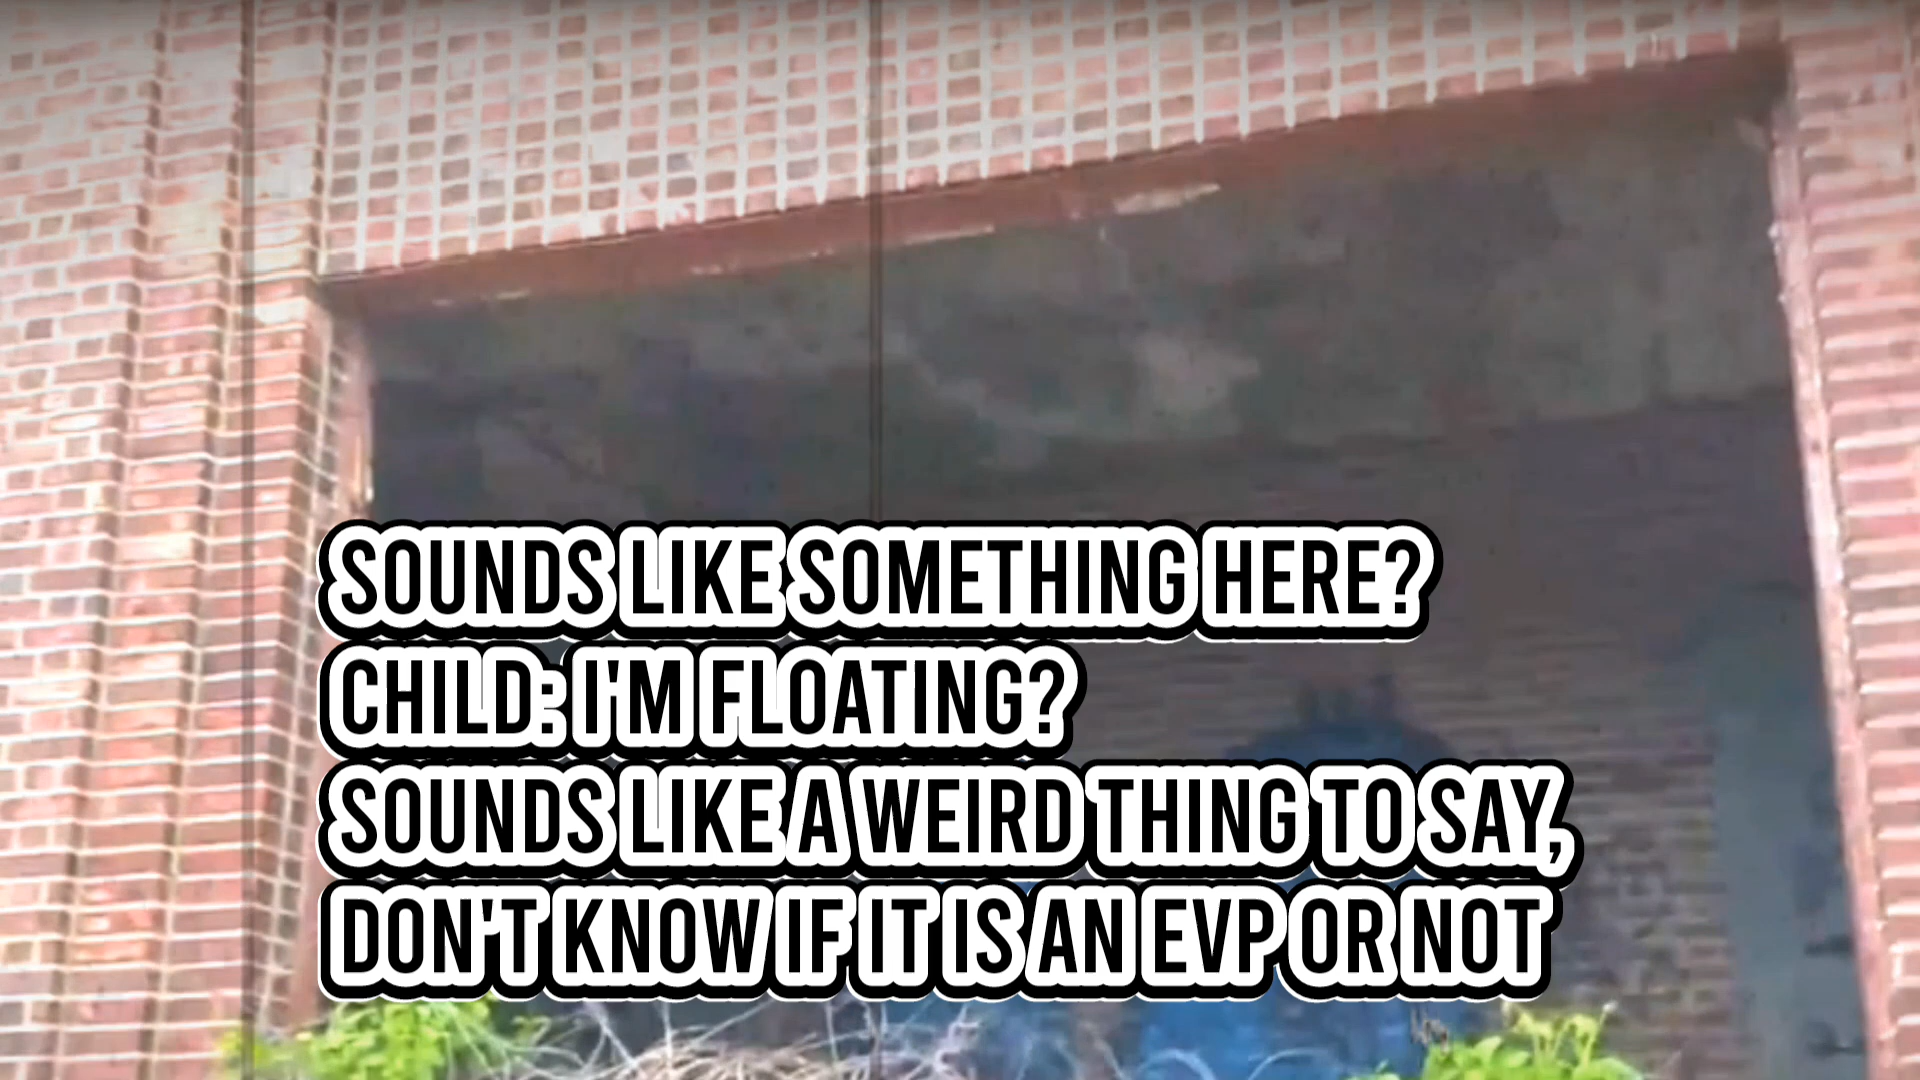 SOUNDS LIKE SOMETHING HERE?
CHILD: I'M FLOATING?
SOUNDS LIKE A WEIRD THING TO SAY,
DON'T KNOW IF IT IS AN EVP OR NOT